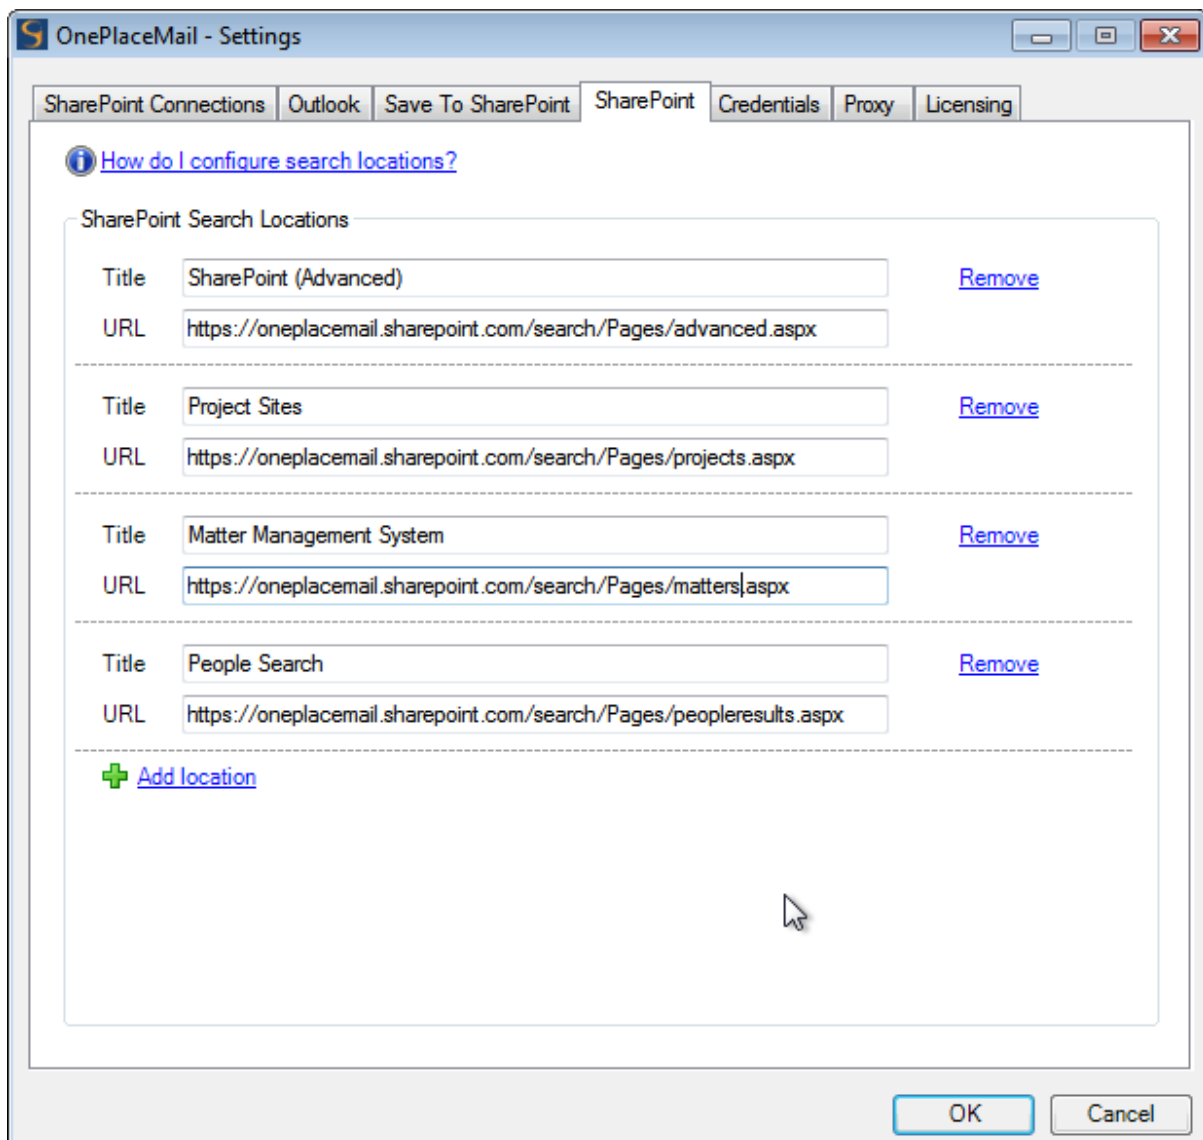 OnePlaceMail - Settings
SharePoint Connections Outlook Save To SharePoint SharePoint Credentials Proxy Licensing
How do I configure search locations?
SharePoint Search Locations
Title SharePoint (Advanced) Remove
URL https://oneplacemail.sharepoint.com/search/Pages/advanced.aspx
Title Project Sites Remove
URL https://oneplacemail.sharepoint.com/search/Pages/projects.aspx
Title Matter Management System Remove
URL https://oneplacemail.sharepoint.com/search/Pages/matters.aspx
Title People Search Remove
URL https://oneplacemail.sharepoint.com/search/Pages/peopleresults.aspx
Add location
OK Cancel